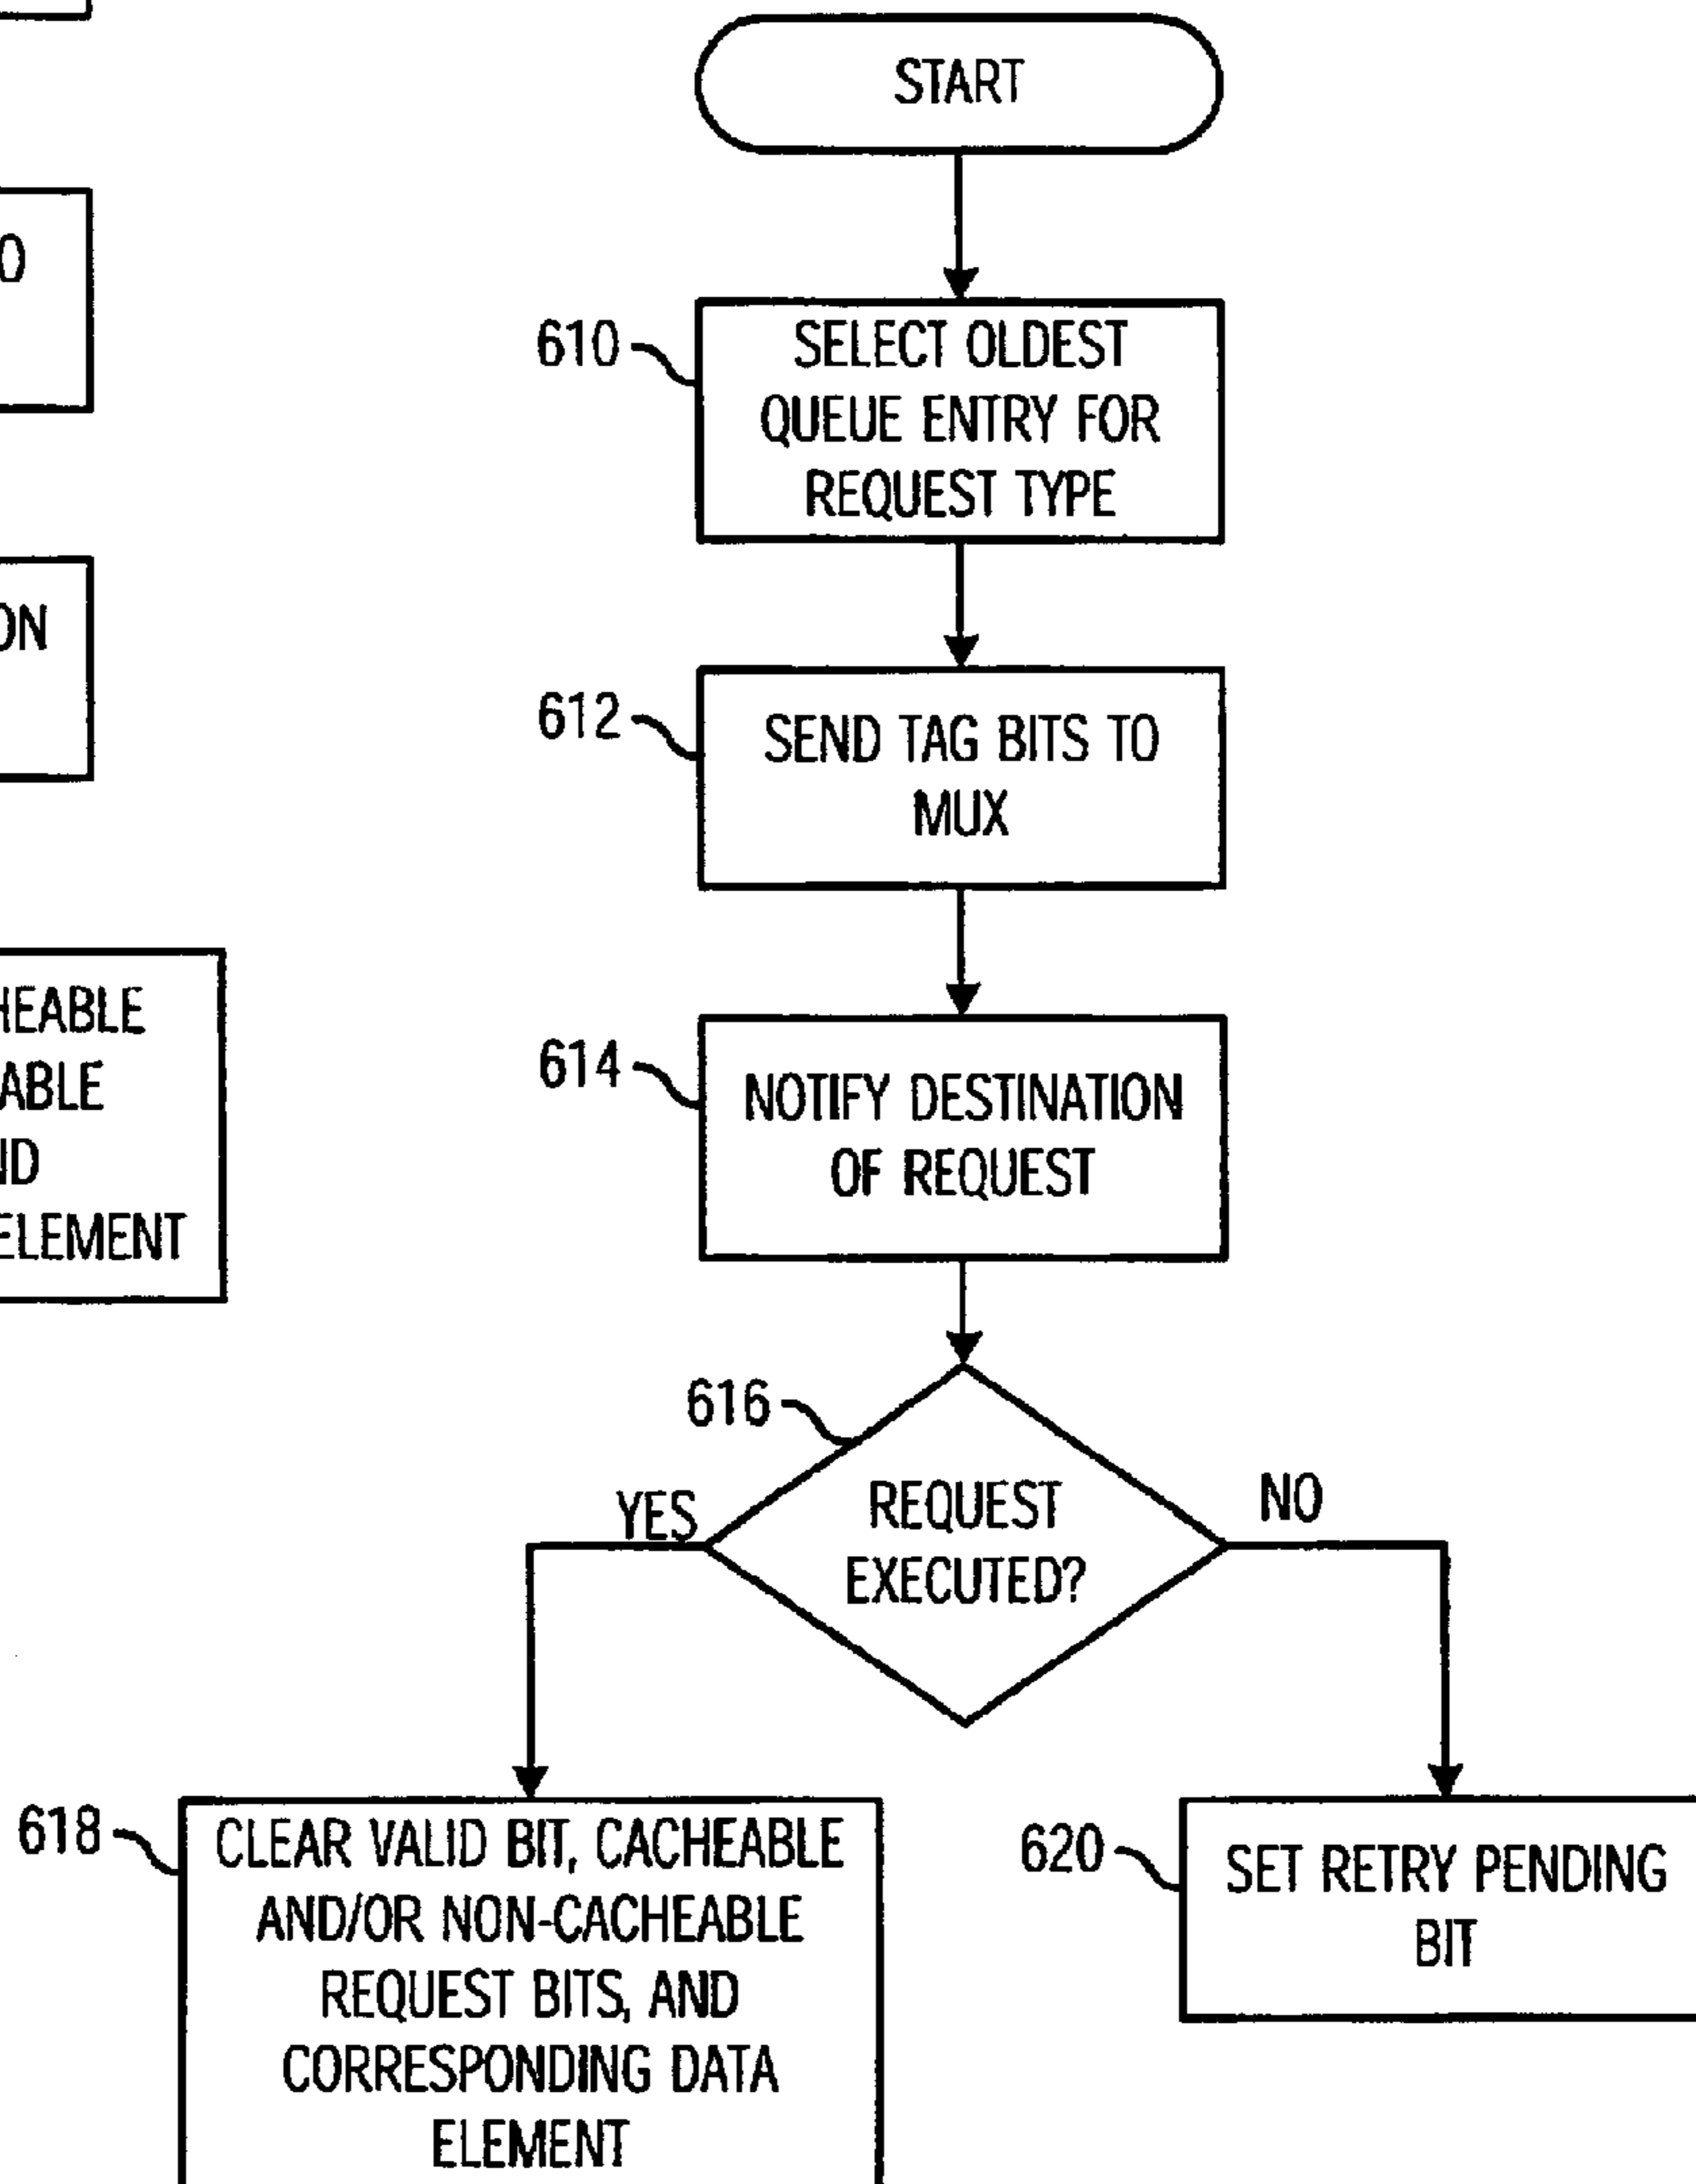 START
610
SELECT OLDEST
QUEUE ENTRY FOR
REQUEST TYPE
612
SEND TAG BITS TO
MUX
614
NOTIFY DESTINATION
OF REQUEST
616
REQUEST
EXECUTED?
YES
NO
618
CLEAR VALID BIT, CACHEABLE
AND/OR NON-CACHEABLE
REQUEST BITS, AND
CORRESPONDING DATA
ELEMENT
620
SET RETRY PENDING
BIT
ELEMENT